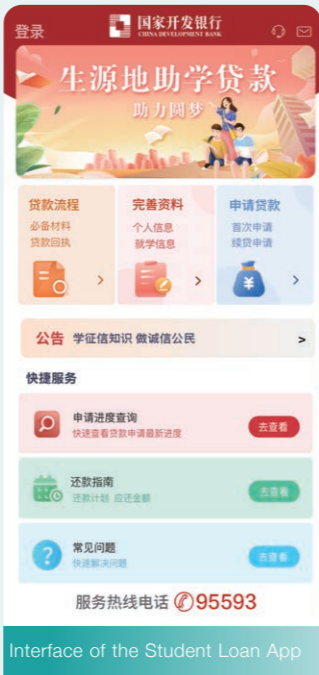 登录
国家开发银行
CHINA DEVELOPMENT BANK
生源地助学贷款
助力圆梦
贷款流程
必备材料
贷款回执
完善资料
个人信息
就学信息
申请贷款
首次申请
续贷申请
公告 学征信知识 做诚信公民 >
快捷服务
申请进度查询
快速查看贷款申请最新进度
去查看
还款指南
还款计划 应还金额
去查看
常见问题
快速解决问题
去查看
服务热线电话 95593
Interface of the Student Loan App